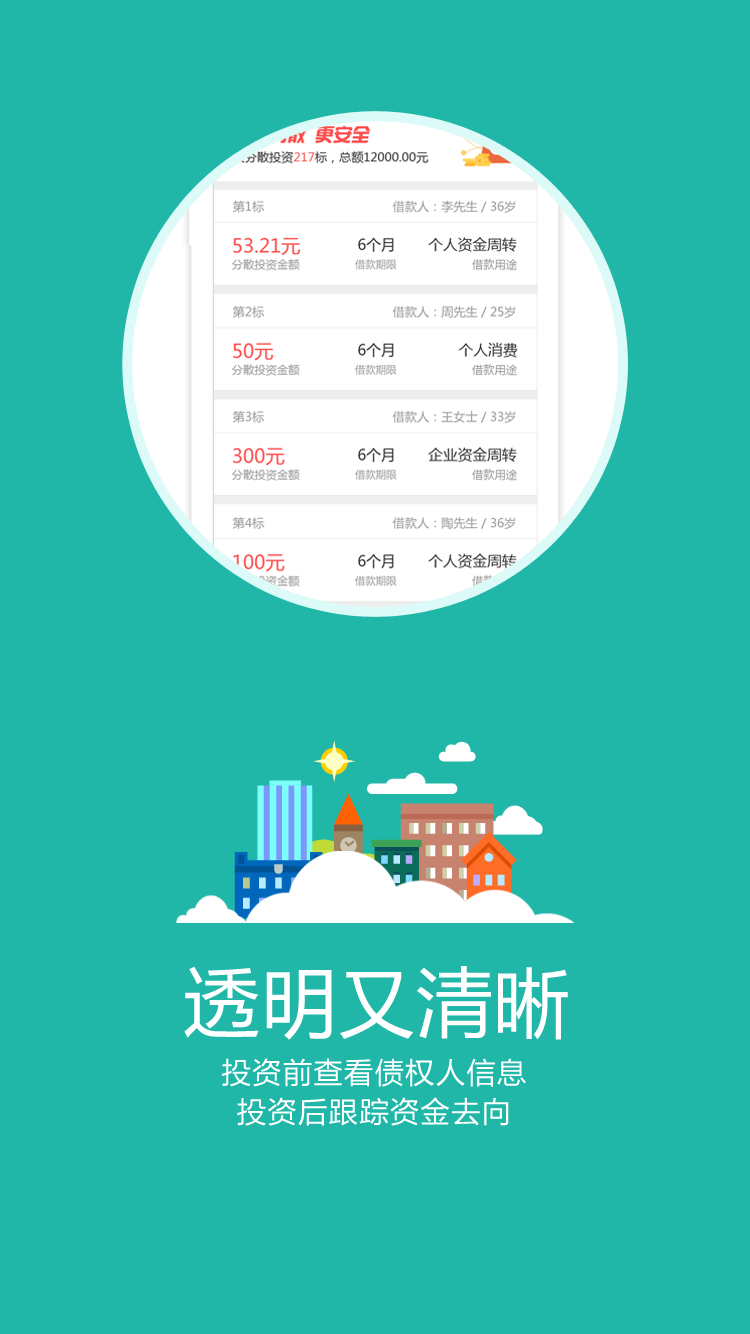 散 更安全
分散投资217标，总额12000.00元
第1标 借款人：李先生 / 36岁
53.21元 6个月 个人资金周转
分散投资金额 借款期限 借款用途
第2标 借款人：周先生 / 25岁
50元 6个月 个人消费
分散投资金额 借款期限 借款用途
第3标 借款人：王女士 / 33岁
300元 6个月 企业资金周转
分散投资金额 借款期限 借款用途
第4标 借款人：陶先生 / 36岁
100元 6个月 个人资金周转
资金额 借款期限 借
透明又清晰
投资前查看债权人信息
投资后跟踪资金去向